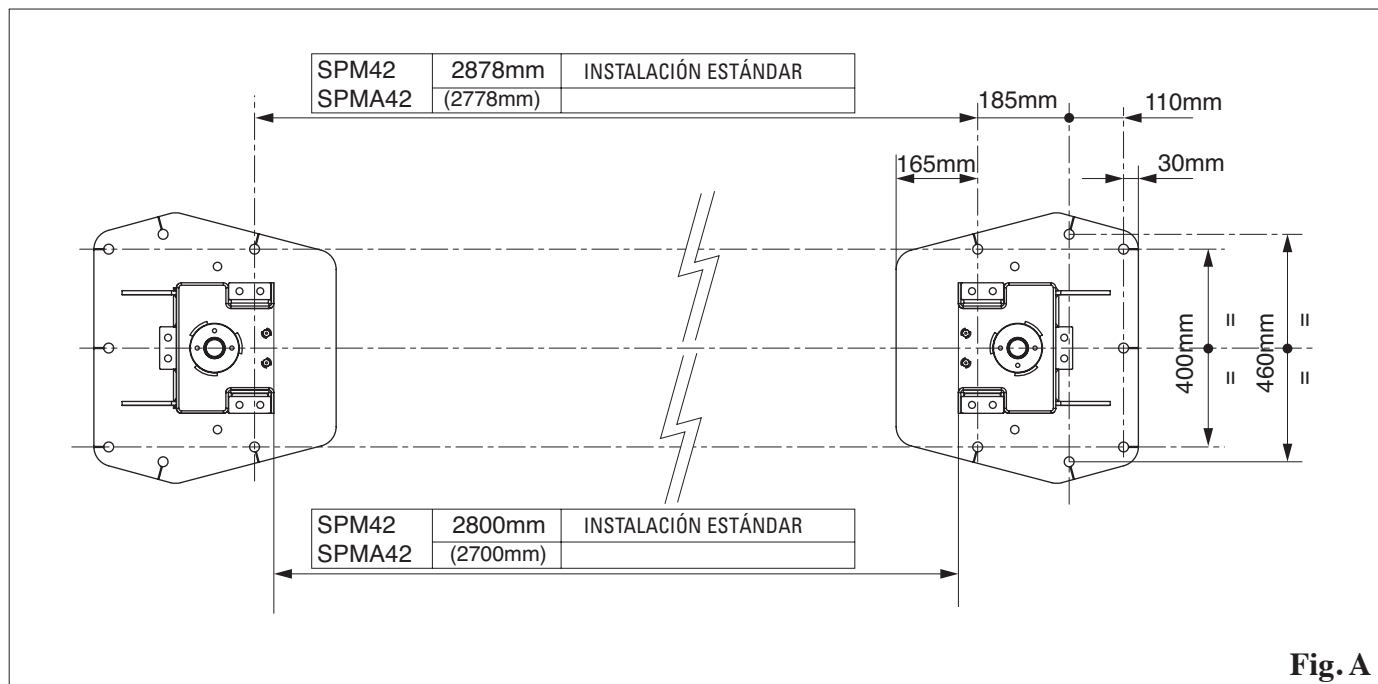 SPM42 2878mm INSTALACIÓN ESTÁNDAR
SPMA42 (2778mm)
185mm 110mm
165mm 30mm
400mm = =
460mm = =
SPM42 2800mm INSTALACIÓN ESTÁNDAR
SPMA42 (2700mm)
Fig. A